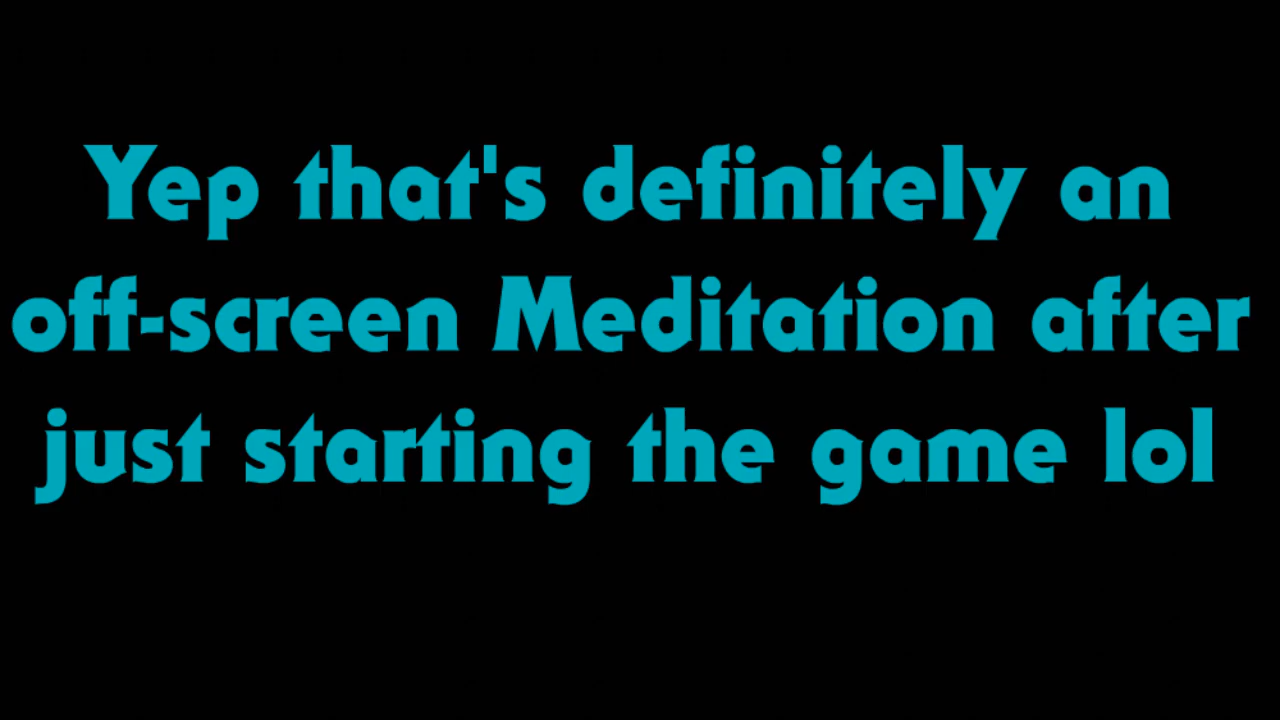 Yep that's definitely an
off-screen Meditation after
just starting the game lol